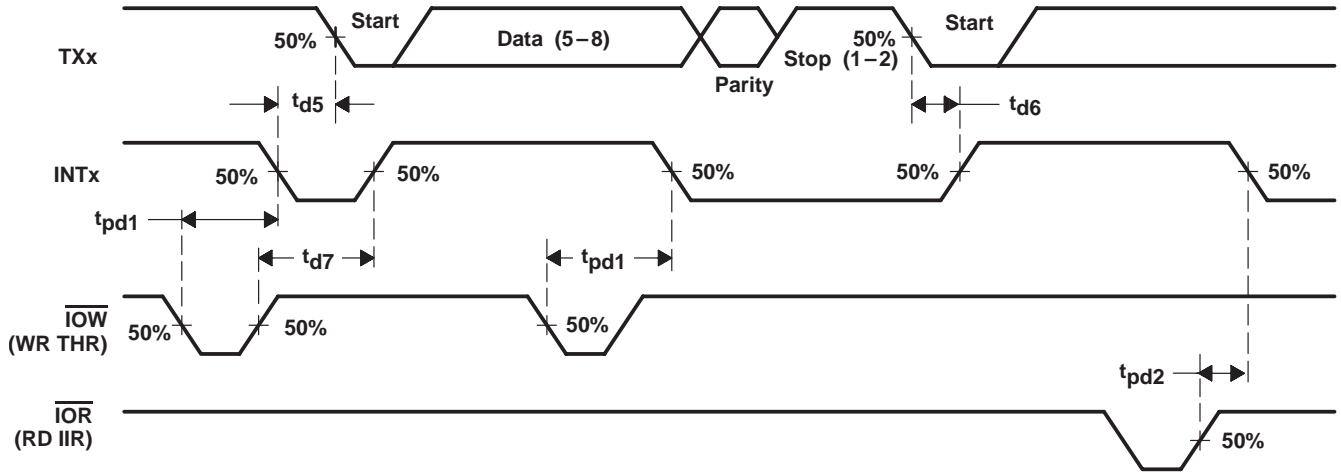 Start
Start
50%
Data (5–8)
50%
TXx
Stop (1–2)
Parity
td5
td6
INTx
50%
50%
50%
50%
50%
tpd1
td7
tpd1
IOW
(WR THR)
50%
50%
50%
tpd2
IOR
(RD IIR)
50%